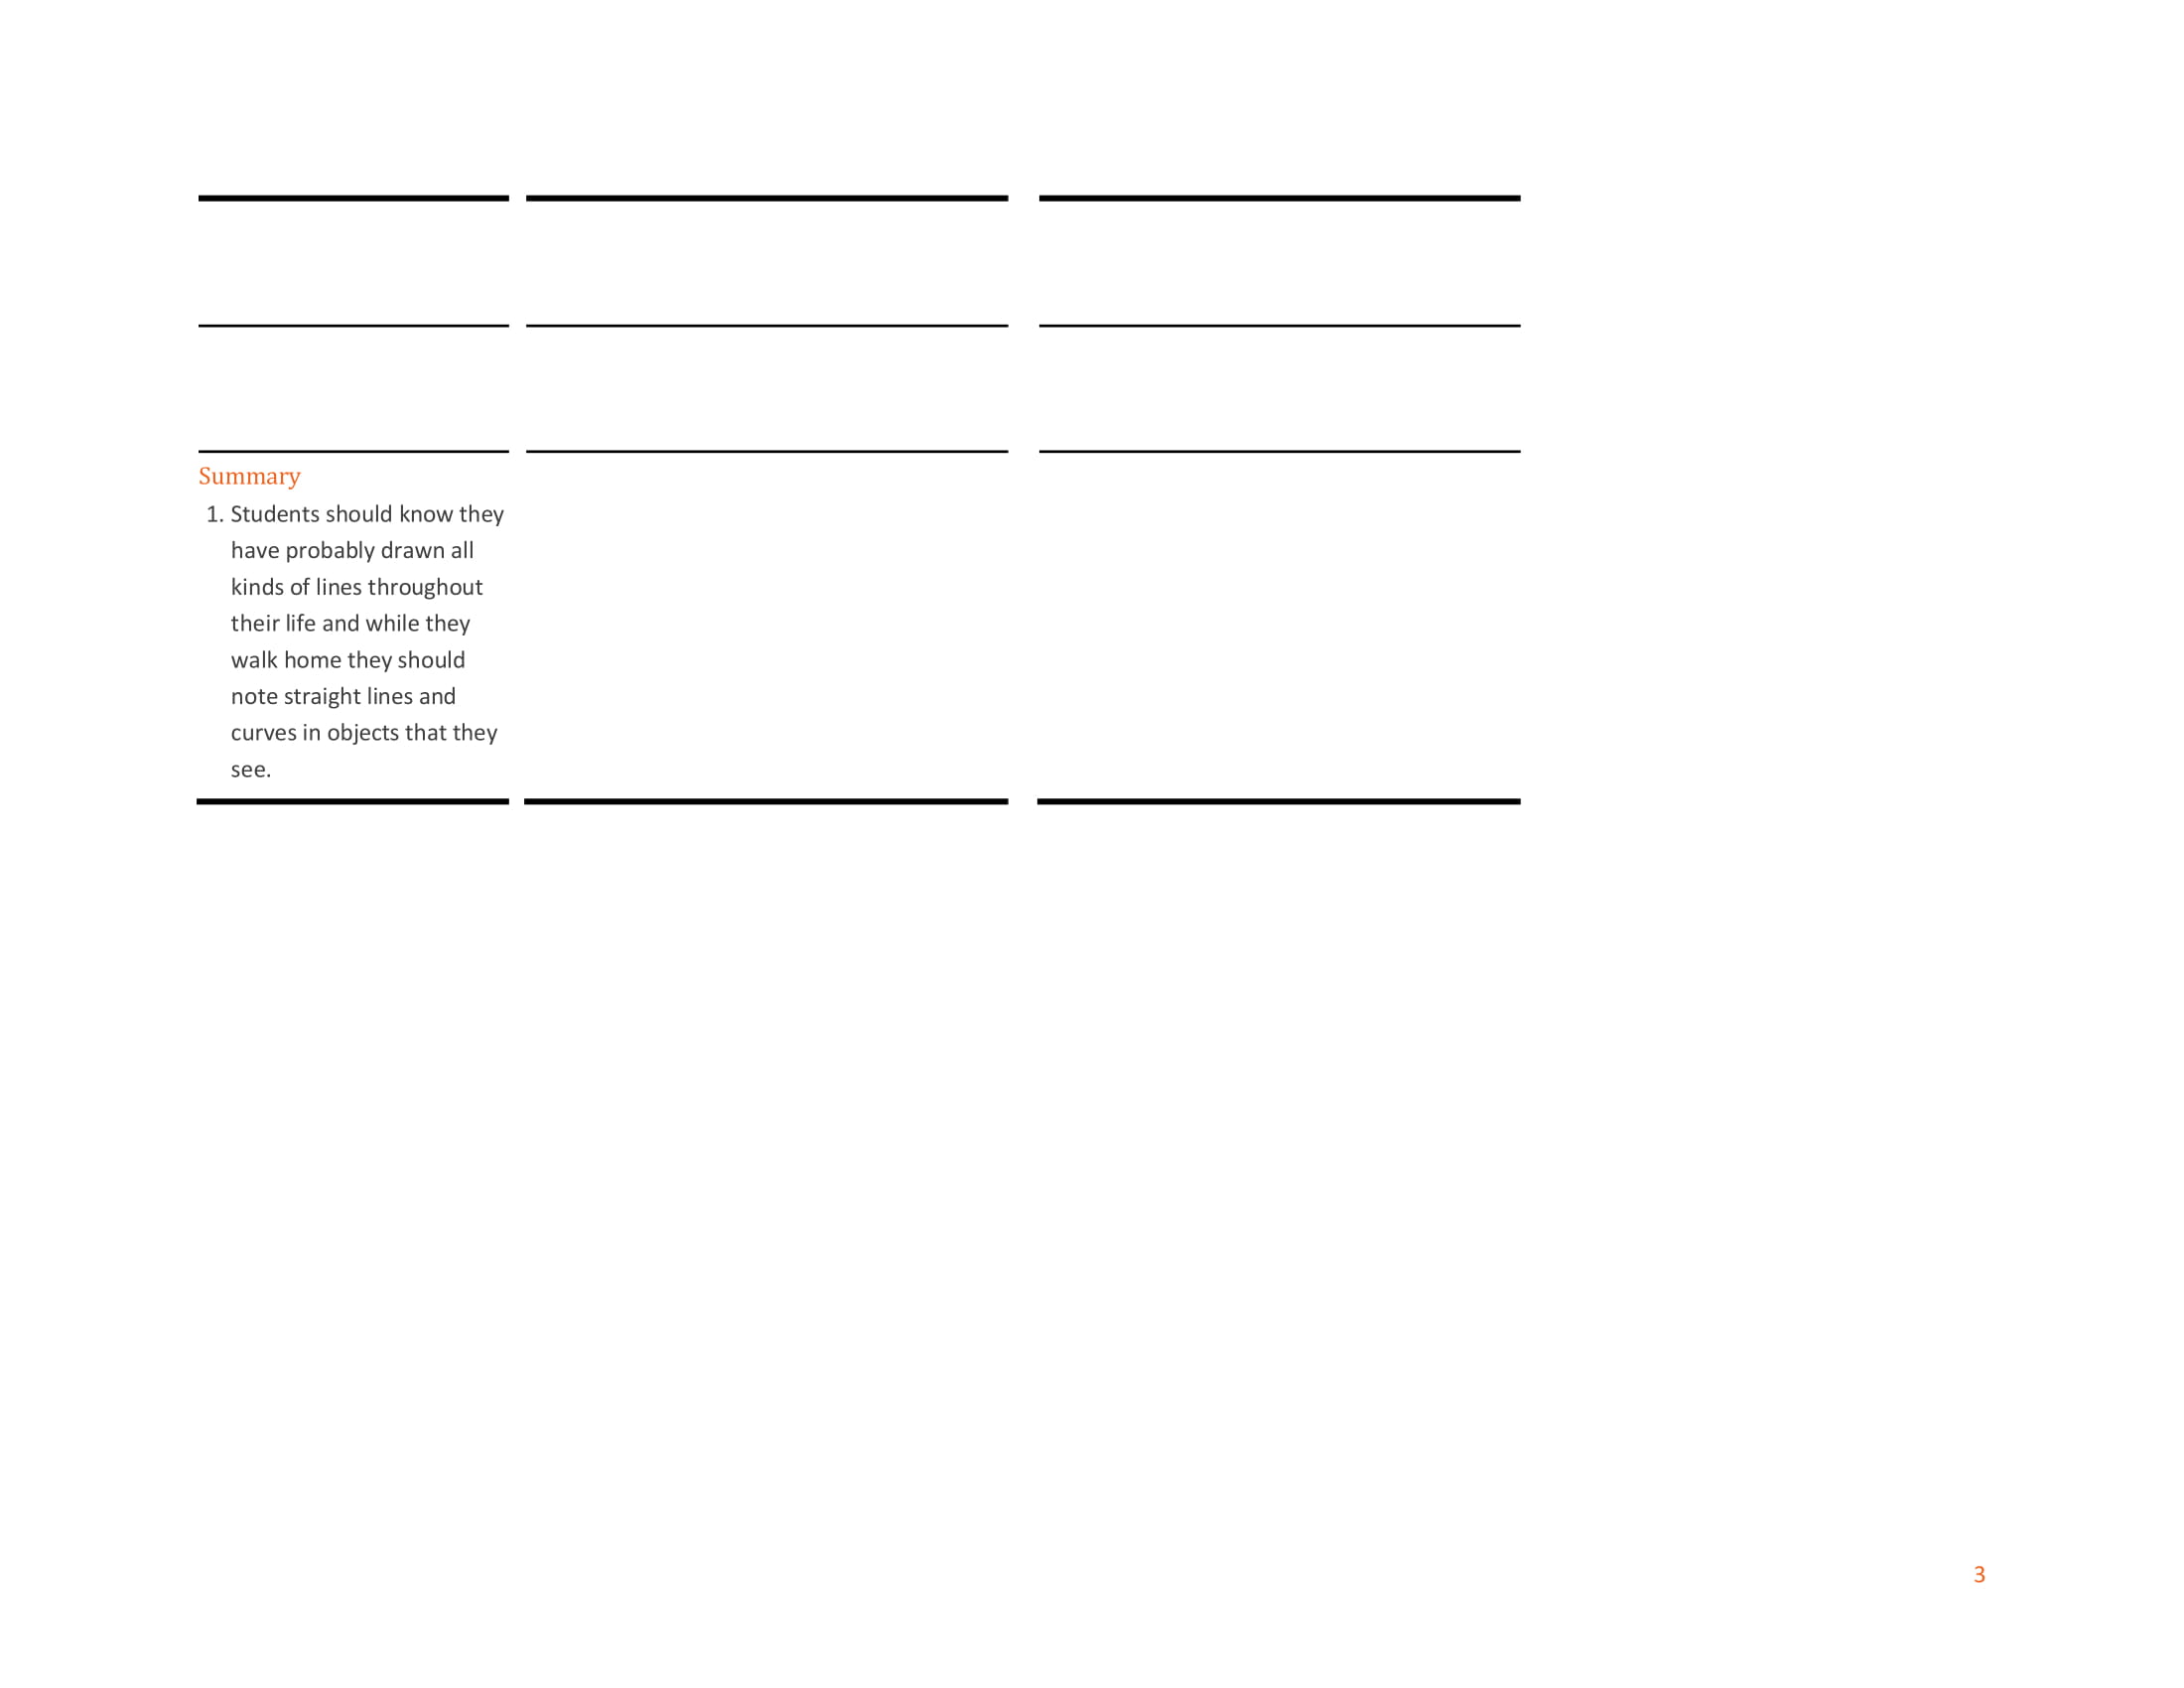 Summary
1. Students should know they
have probably drawn all
kinds of lines throughout
their life and while they
walk home they should
note straight lines and
curves in objects that they
see.
3